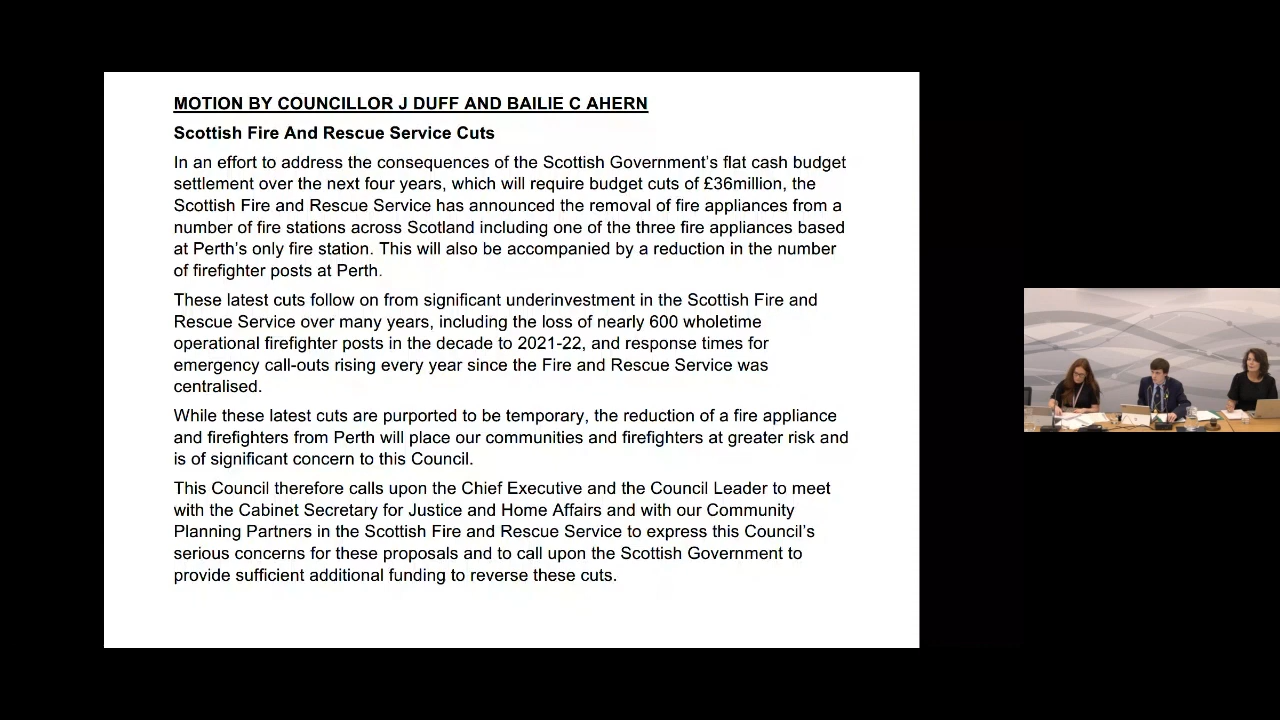 MOTION BY COUNCILLOR J DUFF AND BAILIE C AHERN
Scottish Fire And Rescue Service Cuts
In an effort to address the consequences of the Scottish Government's flat cash budget
settlement over the next four years, which will require budget cuts of £36million, the
Scottish Fire and Rescue Service has announced the removal of fire appliances from a
number of fire stations across Scotland including one of the three fire appliances based
at Perth's only fire station. This will also be accompanied by a reduction in the number
of firefighter posts at Perth.
These latest cuts follow on from significant underinvestment in the Scottish Fire and
Rescue Service over many years, including the loss of nearly 600 wholetime
operational firefighter posts in the decade to 2021-22, and response times for
emergency call-outs rising every year since the Fire and Rescue Service was
centralised.
While these latest cuts are purported to be temporary, the reduction of a fire appliance
and firefighters from Perth will place our communities and firefighters at greater risk and
is of significant concern to this Council.
This Council therefore calls upon the Chief Executive and the Council Leader to meet
with the Cabinet Secretary for Justice and Home Affairs and with our Community
Planning Partners in the Scottish Fire and Rescue Service to express this Council's
serious concerns for these proposals and to call upon the Scottish Government to
provide sufficient additional funding to reverse these cuts.